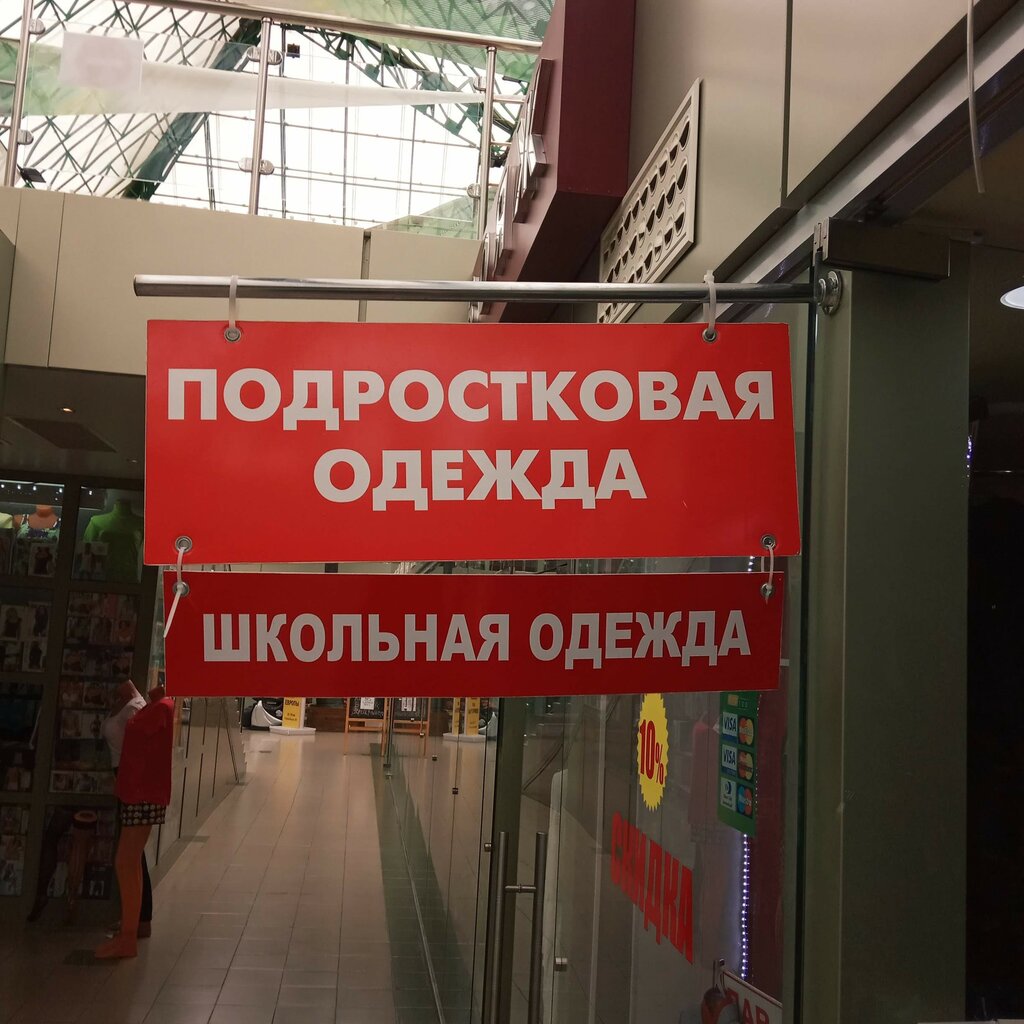 ПОДРОСТКОВАЯ
ОДЕЖДА
ШКОЛЬНАЯ ОДЕЖДА
10%
VISA
VISA
СКИДКА